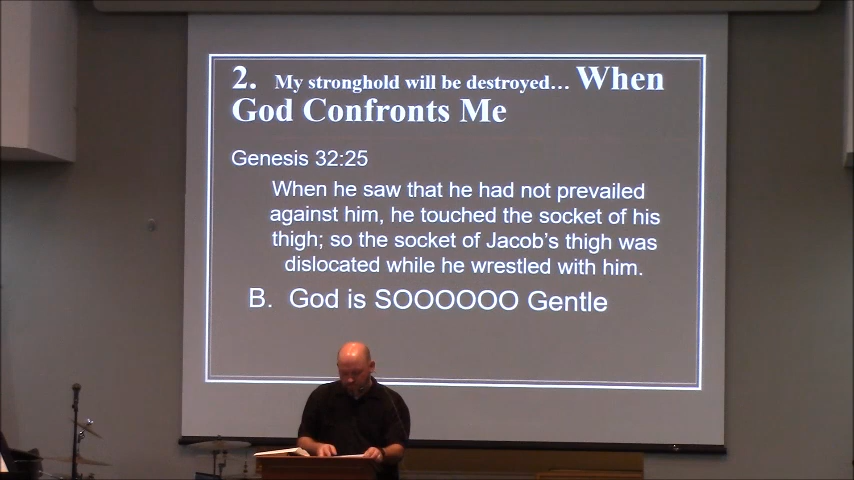 2. My stronghold will be destroyed... When
God Confronts Me
Genesis 32:25
When he saw that he had not prevailed
against him, he touched the socket of his
thigh; so the socket of Jacob's thigh was
dislocated while he wrestled with him.
B. God is SOOOOOO Gentle